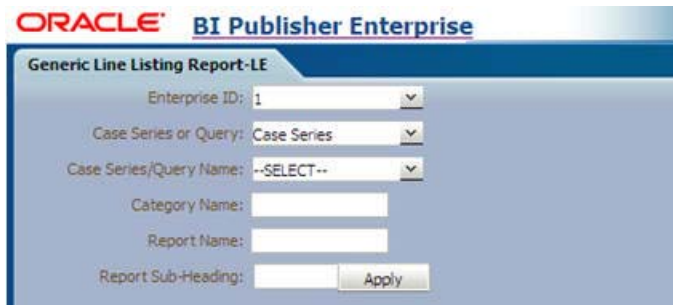 ORACLE BI Publisher Enterprise
Generic Line Listing Report-LE
Enterprise ID: 1
Case Series or Query: Case Series
Case Series/Query Name: --SELECT--
Category Name:
Report Name:
Report Sub-Heading: Apply